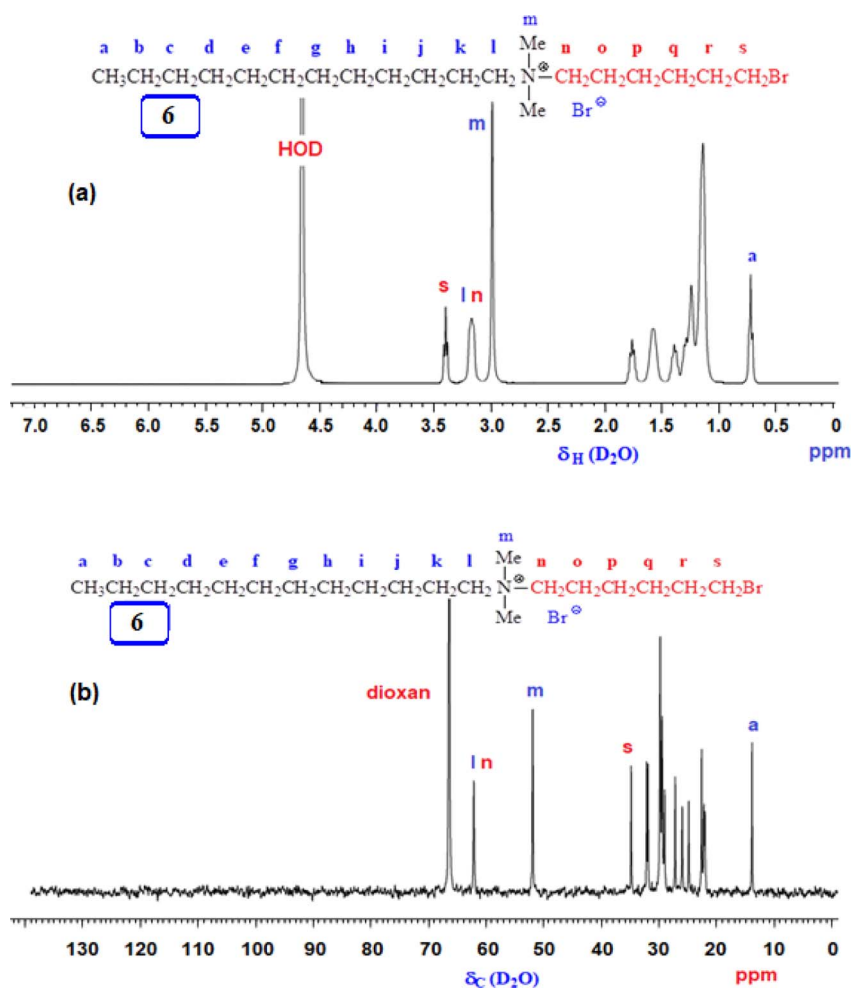 m
a b c d e f g h i j k l Me n o p q r s
CH₃CH₂CH₂CH₂CH₂CH₂CH₂CH₂CH₂CH₂CH₂CH₂N⊕–CH₂CH₂CH₂CH₂CH₂CH₂Br
6 Me Br⊖
m
HOD
(a)
s l n a
7.0 6.5 6.0 5.5 5.0 4.5 4.0 3.5 3.0 2.5 2.0 1.5 1.0 0.5 0
δH (D₂O) ppm
m
a b c d e f g h i j k l Me n o p q r s
CH₃CH₂CH₂CH₂CH₂CH₂CH₂CH₂CH₂CH₂CH₂CH₂N⊕–CH₂CH₂CH₂CH₂CH₂CH₂Br
6 Me Br⊖
(b)
dioxan m
l n s a
130 120 110 100 90 80 70 60 50 40 30 20 10 0
δC (D₂O) ppm